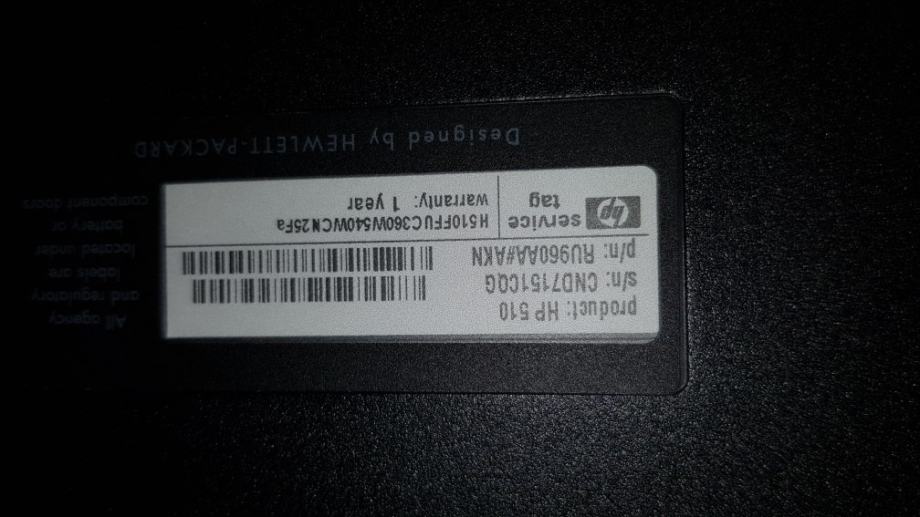 product: HP 510
s/n: CND7151CQG
p/n: RU960AA#AKN
hp
service
tag
H510FFUC360W540WCN25Fa
warranty: 1 year
Designed by HEWLETT-PACKARD
All agency
and regulatory
labels are
located under
battery or
component doors